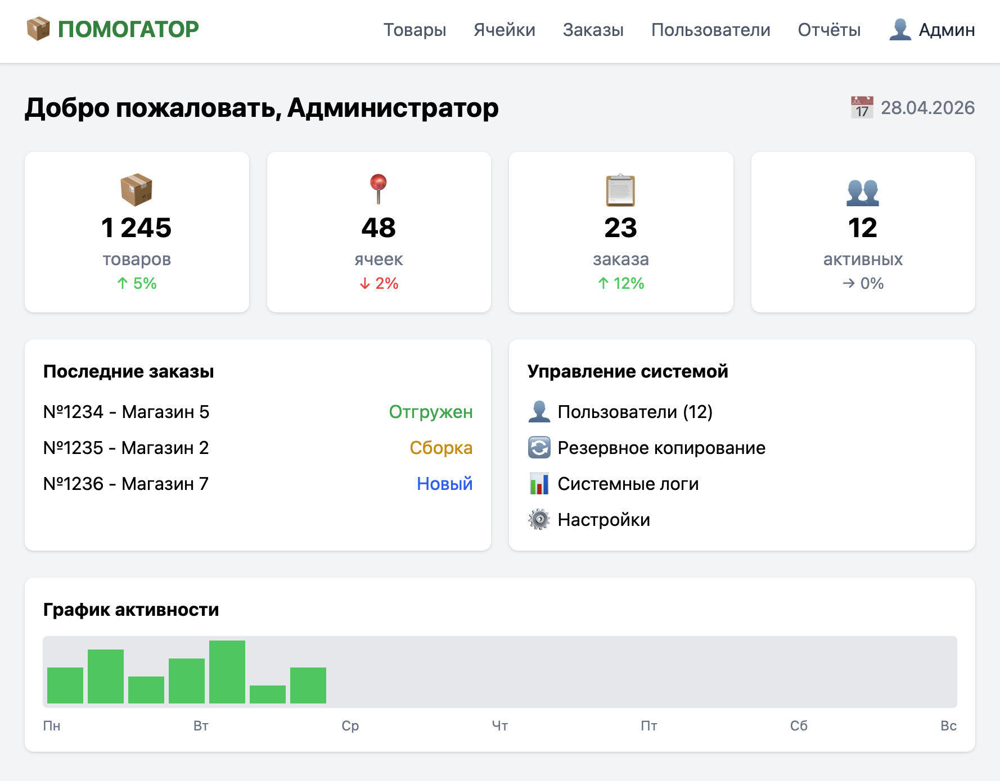 ПОМОГАТОР
Товары Ячейки Заказы Пользователи Отчёты Админ
Добро пожаловать, Администратор
JUL 17 28.04.2026
1 245
товаров
↑ 5%
48
ячеек
↓ 2%
23
заказа
↑ 12%
12
активных
→ 0%
Последние заказы
№1234 - Магазин 5 Отгружен
№1235 - Магазин 2 Сборка
№1236 - Магазин 7 Новый
Управление системой
Пользователи (12)
Резервное копирование
Системные логи
Настройки
График активности
Пн Вт Ср Чт Пт Сб Вс